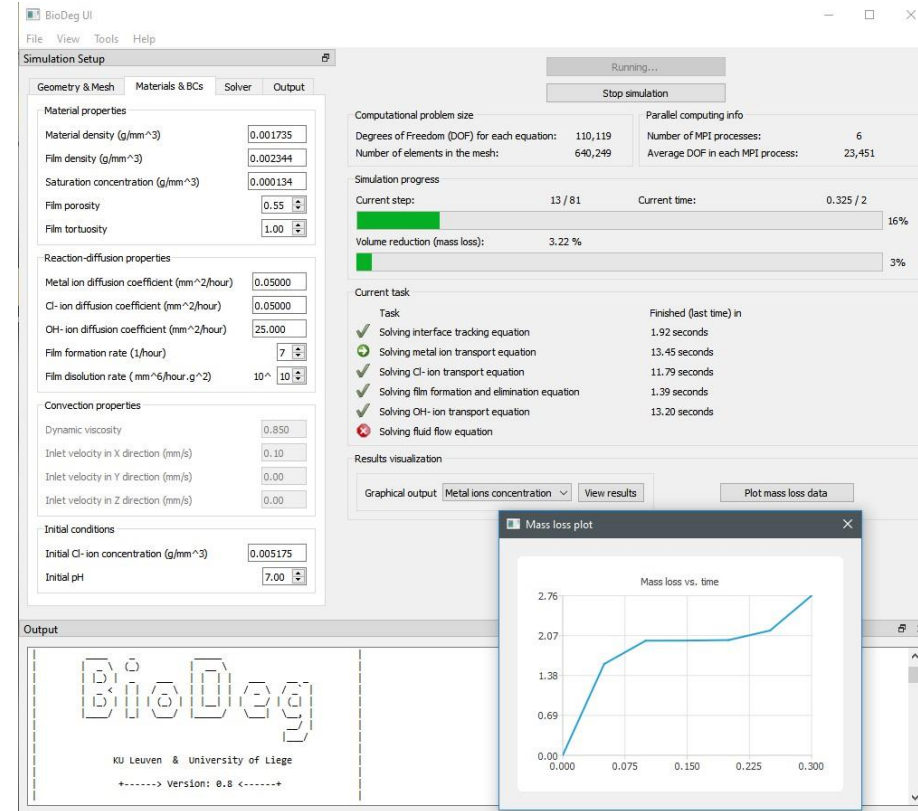 BioDeg UI
File View Tools Help
Simulation Setup
Geometry & Mesh Materials & BCs Solver Output
Material properties
Material density (g/mm^3) 0.001735
Film density (g/mm^3) 0.002344
Saturation concentration (g/mm^3) 0.000134
Film porosity 0.55
Film tortuosity 1.00
Reaction-diffusion properties
Metal ion diffusion coefficient (mm^2/hour) 0.05000
Cl- ion diffusion coefficient (mm^2/hour) 0.05000
OH- ion diffusion coefficient (mm^2/hour) 25.000
Film formation rate (1/hour) 7
Film disolution rate ( mm^6/hour.g^2) 10^ 10
Convection properties
Dynamic viscosity 0.850
Inlet velocity in X direction (mm/s) 0.10
Inlet velocity in Y direction (mm/s) 0.00
Inlet velocity in Z direction (mm/s) 0.00
Initial conditions
Initial Cl- ion concentration (g/mm^3) 0.005175
Initial pH 7.00
Running...
Stop simulation
Computational problem size
Degrees of Freedom (DOF) for each equation: 110,119
Number of elements in the mesh: 640,249
Parallel computing info
Number of MPI processes: 6
Average DOF in each MPI process: 23,451
Simulation progress
Current step: 13 / 81 Current time: 0.325 / 2
16%
Volume reduction (mass loss): 3.22 %
3%
Current task
Task Finished (last time) in
Solving interface tracking equation 1.92 seconds
Solving metal ion transport equation 13.45 seconds
Solving Cl- ion transport equation 11.79 seconds
Solving film formation and elimination equation 1.39 seconds
Solving OH- ion transport equation 13.20 seconds
Solving fluid flow equation
Results visualization
Graphical output Metal ions concentration View results Plot mass loss data
Mass loss plot
Mass loss vs. time
2.76
2.07
1.38
0.69
0.00
0.000 0.075 0.150 0.225 0.300
Output
BioDeg
KU Leuven & University of Liege
+------> Version: 0.8 <------+